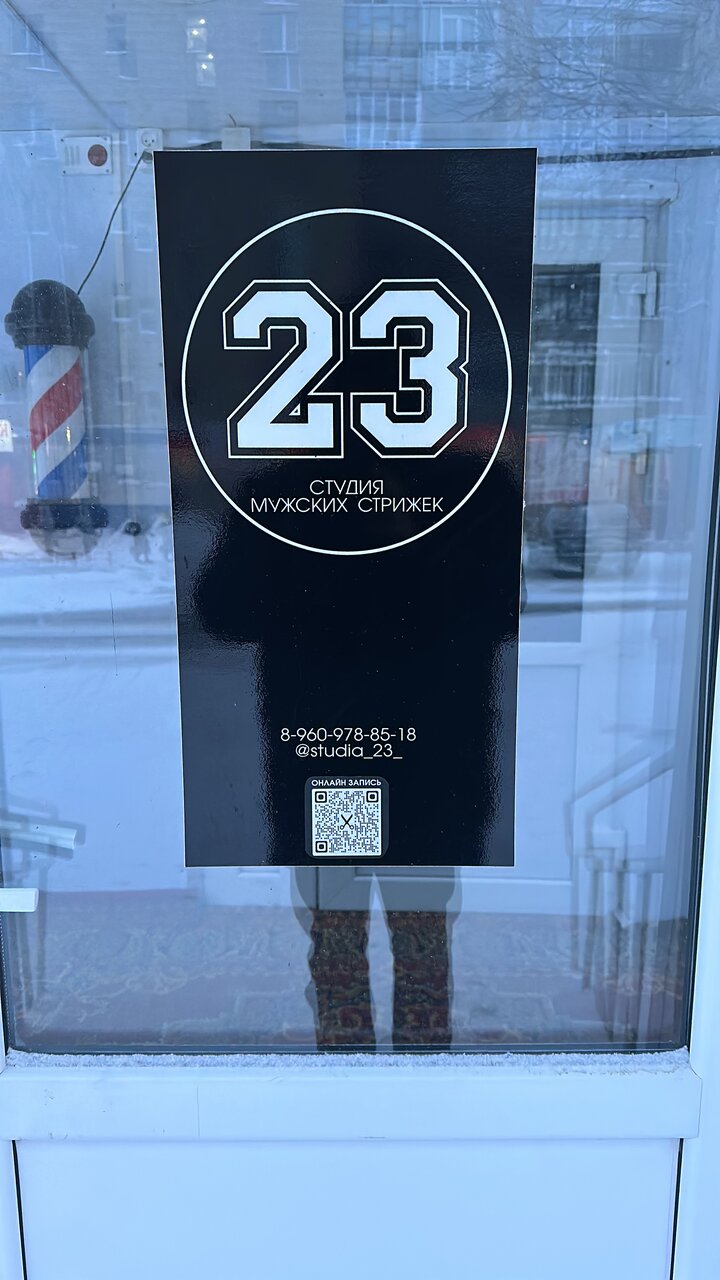 23
СТУДИЯ
МУЖСКИХ СТРИЖЕК
8-960-978-85-18
@studia_23_
ОНЛАЙН ЗАПИСЬ